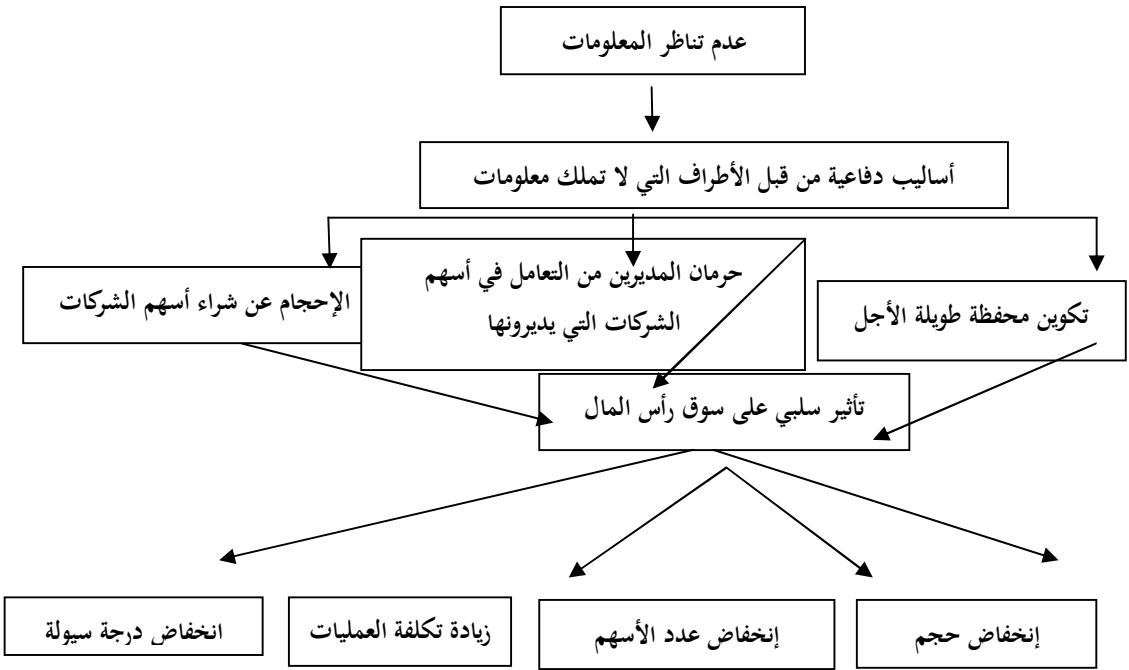 عدم تناظر المعلومات
أساليب دفاعية من قبل الأطراف التي لا تملك معلومات
تكوين محفظة طويلة الأجل
حرمان المديرين من التعامل في أسهم
الشركات التي يديرونها
الإحجام عن شراء أسهم الشركات
تأثير سلبي على سوق رأس المال
إنخفاض حجم
إنخفاض عدد الأسهم
زيادة تكلفة العمليات
انخفاض درجة سيولة